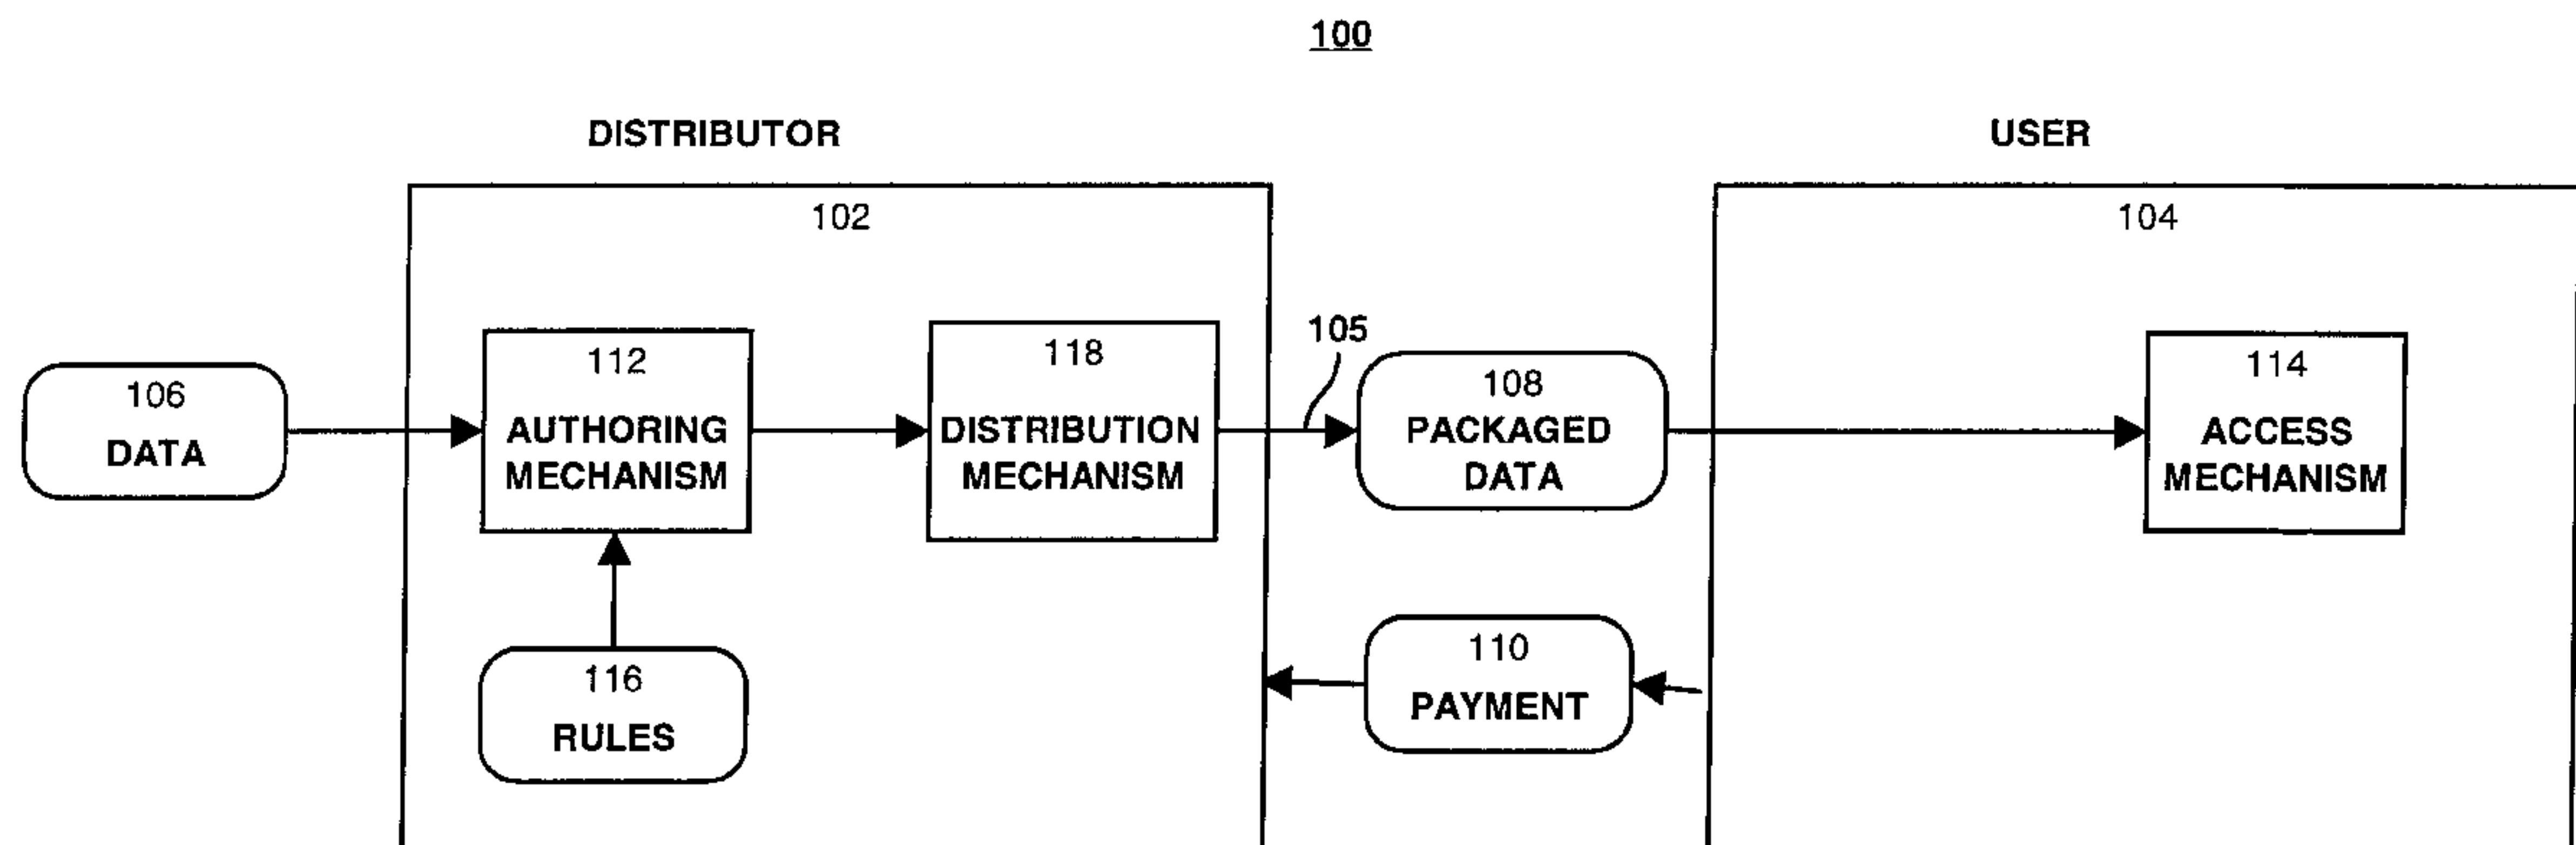 100
DISTRIBUTOR
USER
102
104
105
106
DATA
112
AUTHORING
MECHANISM
118
DISTRIBUTION
MECHANISM
108
PACKAGED
DATA
114
ACCESS
MECHANISM
116
RULES
110
PAYMENT